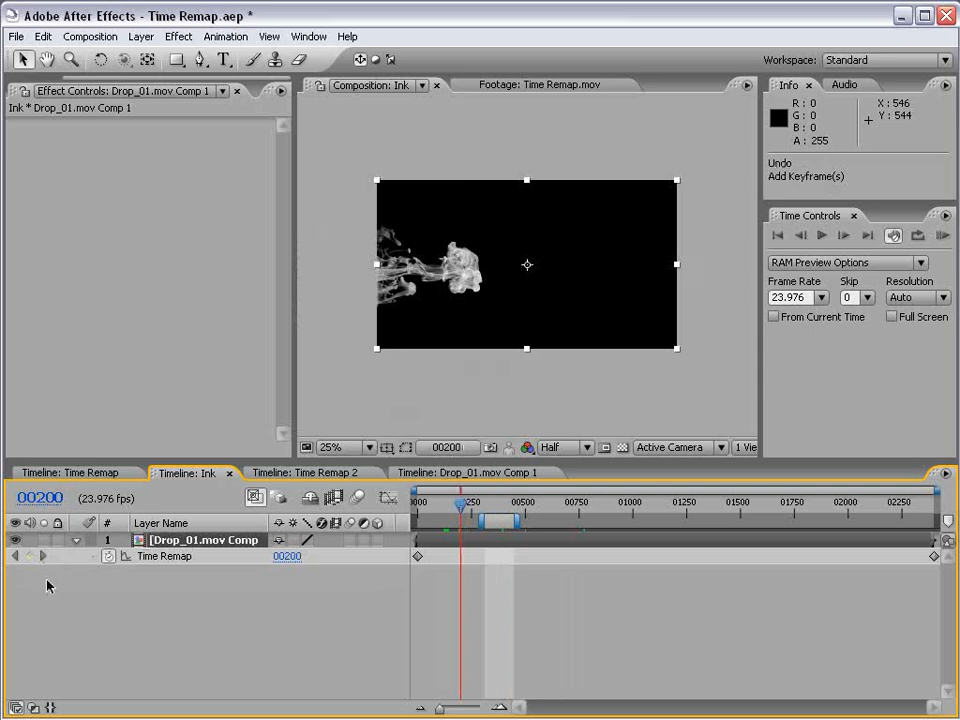 Adobe After Effects - Time Remap.aep *
File Edit Composition Layer Effect Animation View Window Help
Workspace: Standard
Effect Controls: Drop_01.mov Comp 1
Ink * Drop_01.mov Comp 1
Composition: Ink
Footage: Time Remap.mov
Info Audio
R : 0
G : 0
B : 0
A : 255
X : 546
Y : 544
Undo
Add Keyframe(s)
Time Controls
RAM Preview Options
Frame Rate Skip Resolution
23.976 0 Auto
From Current Time Full Screen
25% 00200 Half Active Camera 1 Vie
Timeline: Time Remap Timeline: Ink Timeline: Time Remap 2 Timeline: Drop_01.mov Comp 1
00200 (23.976 fps)
0000 0250 00500 00750 01000 01250 01500 01750 02000 02250
# Layer Name
1 [Drop_01.mov Comp
Time Remap 00200